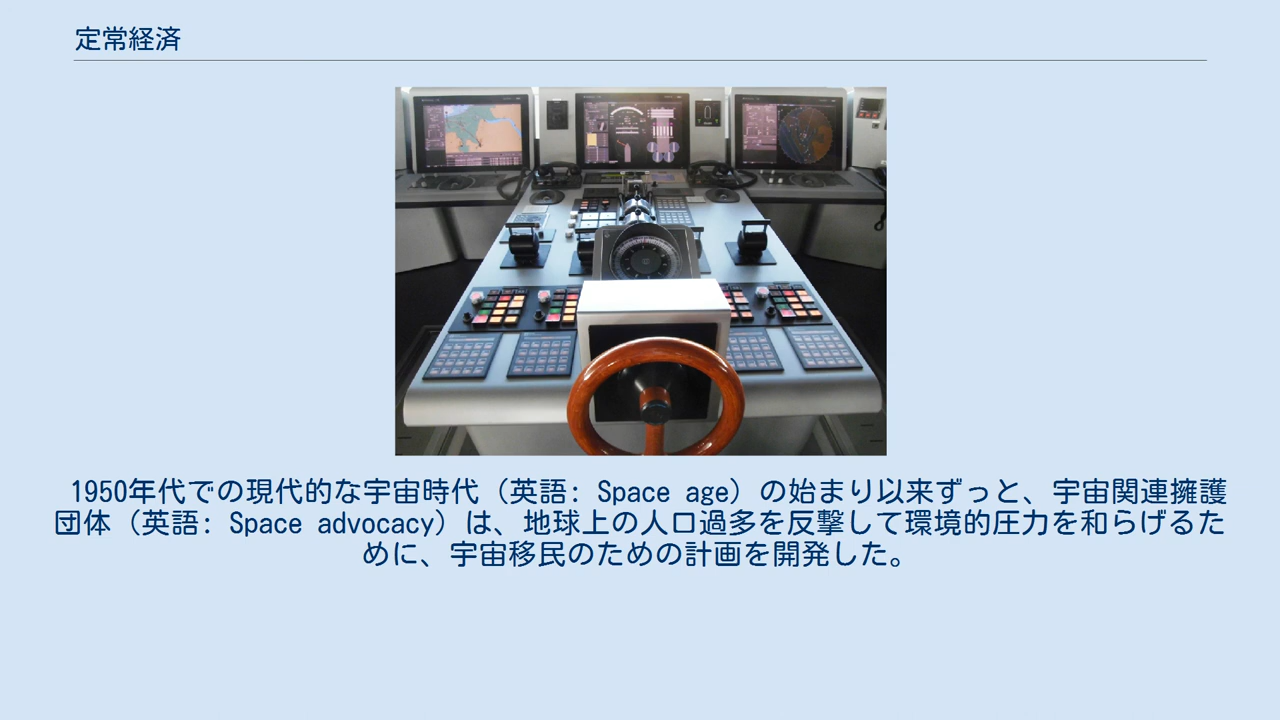 定常経済
1950年代での現代的な宇宙時代（英語: Space age）の始まり以来ずっと、宇宙関連擁護
団体（英語: Space advocacy）は、地球上の人口過多を反撃して環境的圧力を和らげるた
めに、宇宙移民のための計画を開発した。